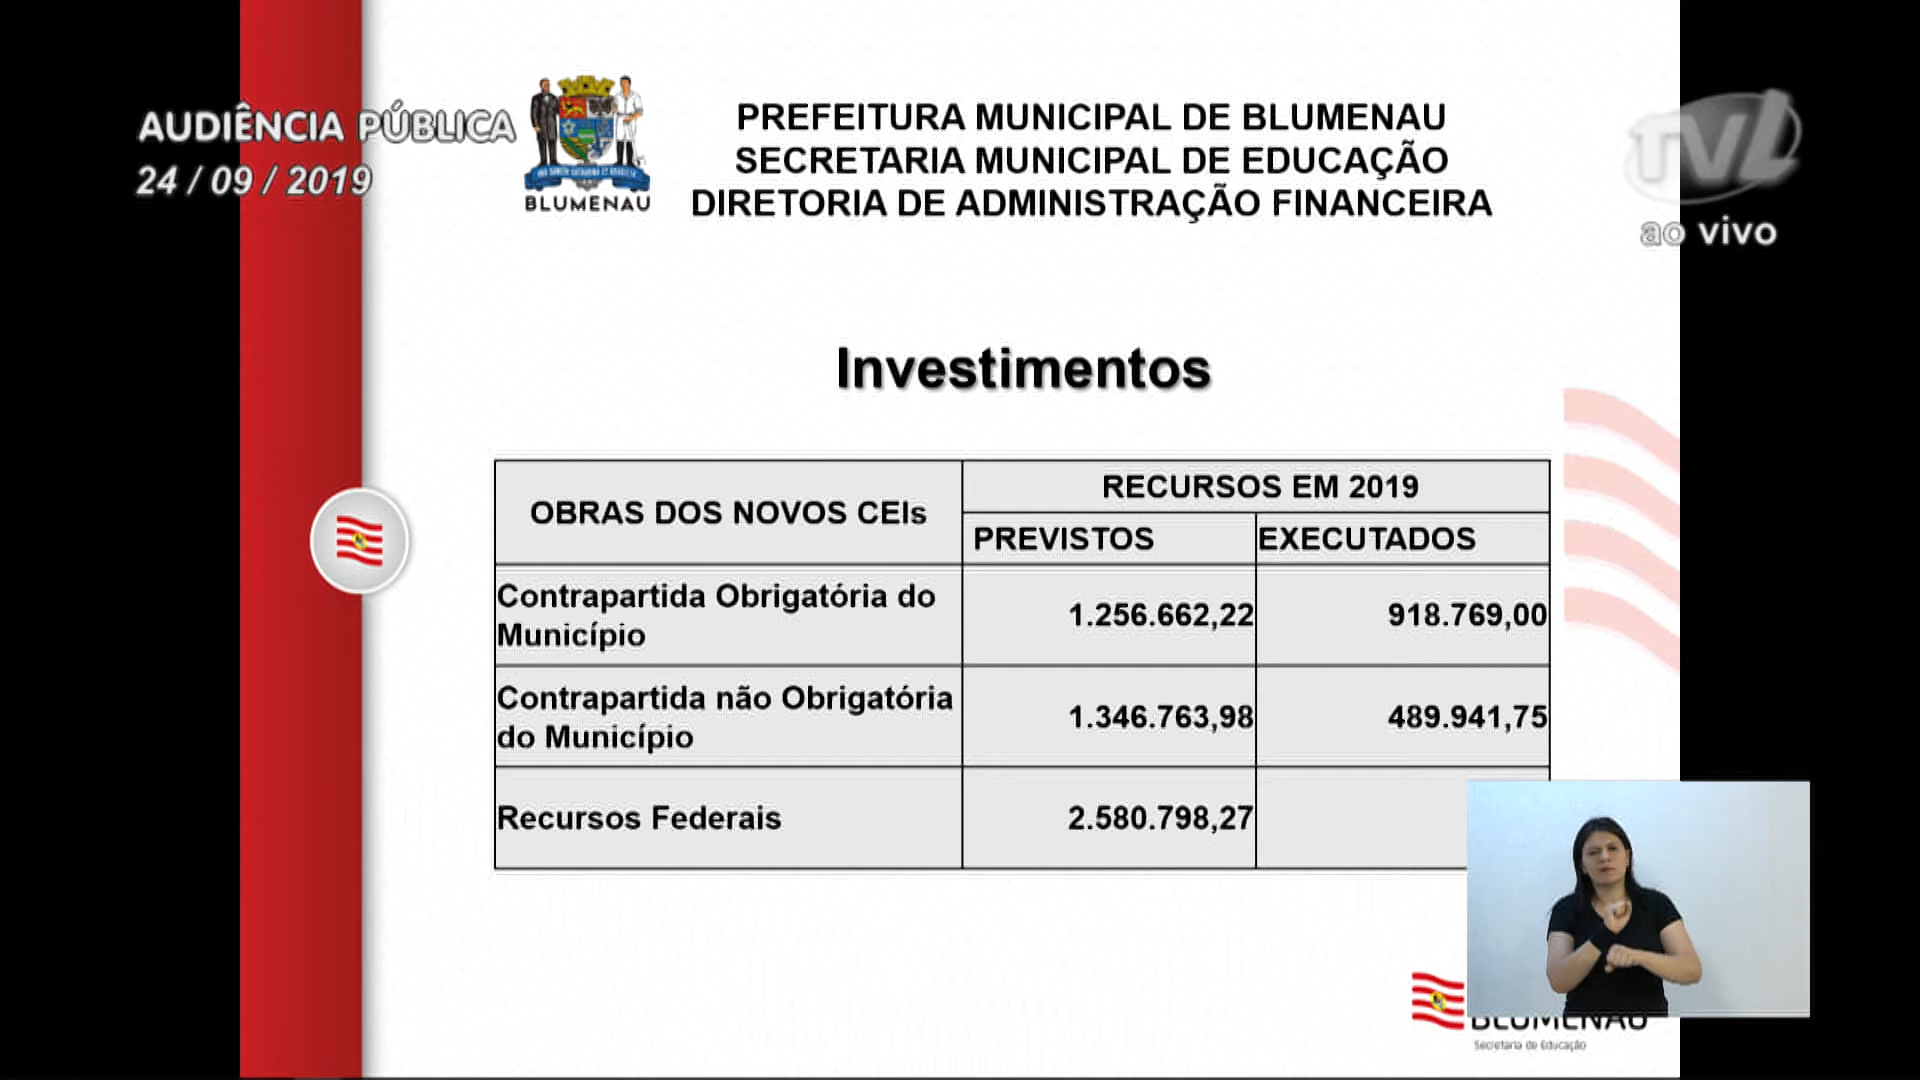 AUDIÊNCIA PÚBLICA
24 / 09 / 2019
BLUMENAU
PREFEITURA MUNICIPAL DE BLUMENAU
SECRETARIA MUNICIPAL DE EDUCAÇÃO
DIRETORIA DE ADMINISTRAÇÃO FINANCEIRA
TVL
ao vivo
Investimentos
OBRAS DOS NOVOS CEIs
RECURSOS EM 2019
PREVISTOS
EXECUTADOS
Contrapartida Obrigatória do
Município
1.256.662,22
918.769,00
Contrapartida não Obrigatória
do Município
1.346.763,98
489.941,75
Recursos Federais
2.580.798,27
BLUMENAU
Secretaria de Educação